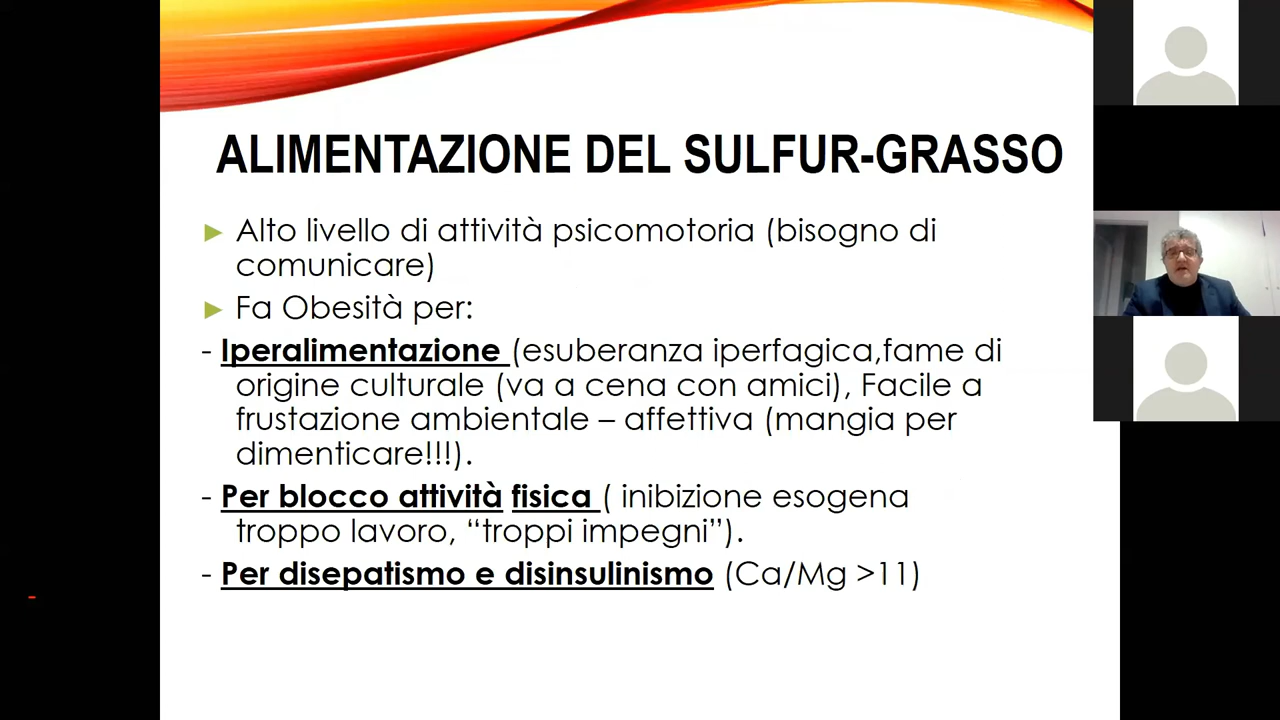 ALIMENTAZIONE DEL SULFUR-GRASSO
► Alto livello di attività psicomotoria (bisogno di
comunicare)
► Fa Obesità per:
- Iperalimentazione (esuberanza iperfagica,fame di
origine culturale (va a cena con amici), Facile a
frustazione ambientale – affettiva (mangia per
dimenticare!!!).
- Per blocco attività fisica ( inibizione esogena
troppo lavoro, “troppi impegni”).
- Per disepatismo e disinsulinismo (Ca/Mg >11)